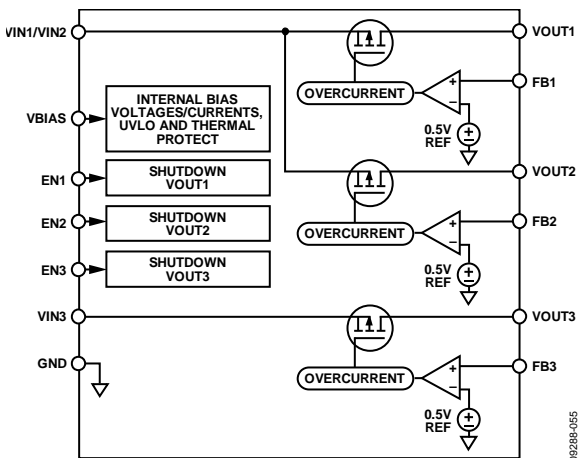 VIN1/VIN2
VOUT1
OVERCURRENT
+
–
FB1
0.5V
REF
VBIAS
INTERNAL BIAS
VOLTAGES/CURRENTS,
UVLO AND THERMAL
PROTECT
EN1
SHUTDOWN
VOUT1
EN2
SHUTDOWN
VOUT2
EN3
SHUTDOWN
VOUT3
VOUT2
OVERCURRENT
+
–
FB2
0.5V
REF
VIN3
VOUT3
GND
OVERCURRENT
+
–
FB3
0.5V
REF
09288-055